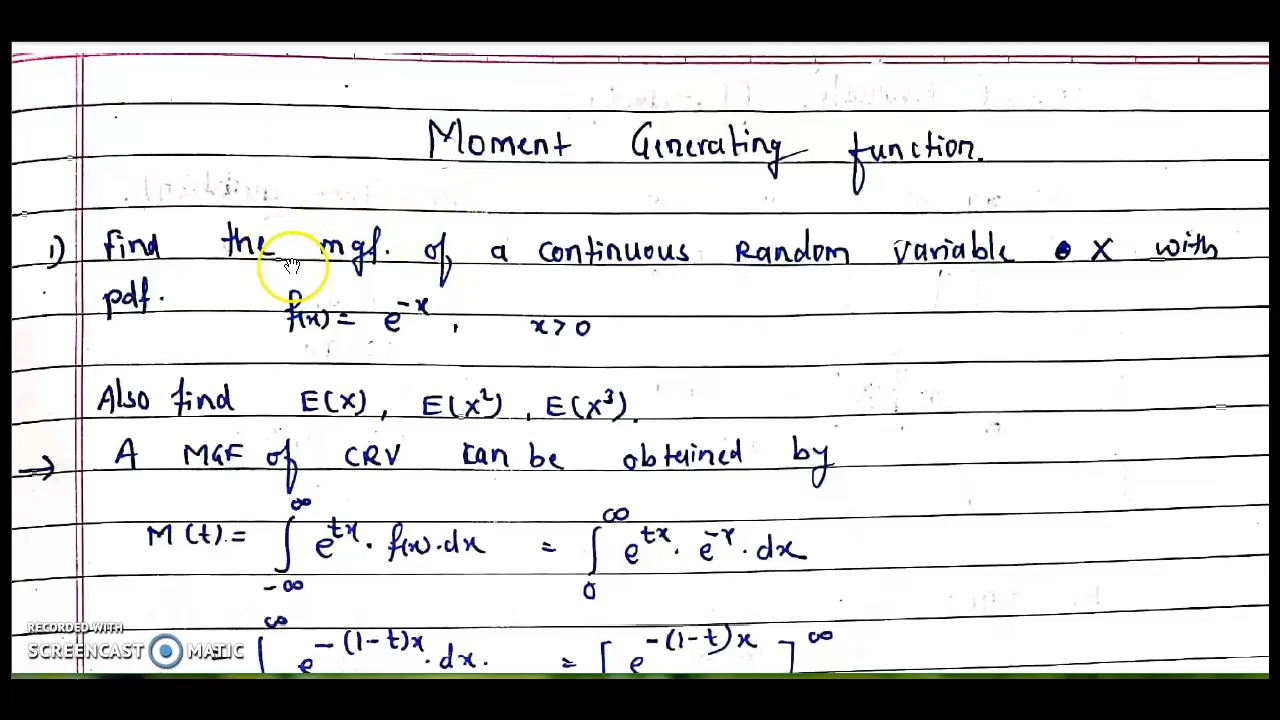 Moment Generating function.
1) Find the mgf. of a continuous Random variable X with
pdf. f(x) = e^{-x}, x>0
Also find E(X), E(X²), E(X³).
⇒ A MGF of CRV can be obtained by
M(t) = ∫_{-∞}^{∞} e^{tx}. f(x).dx = ∫_{0}^{∞} e^{tx}. e^{-x}. dx
= ∫^{∞} e^{-(1-t)x}.dx. = [e^{-(1-t)x}]^{∞}
RECORDED WITH
SCREENCAST MATIC